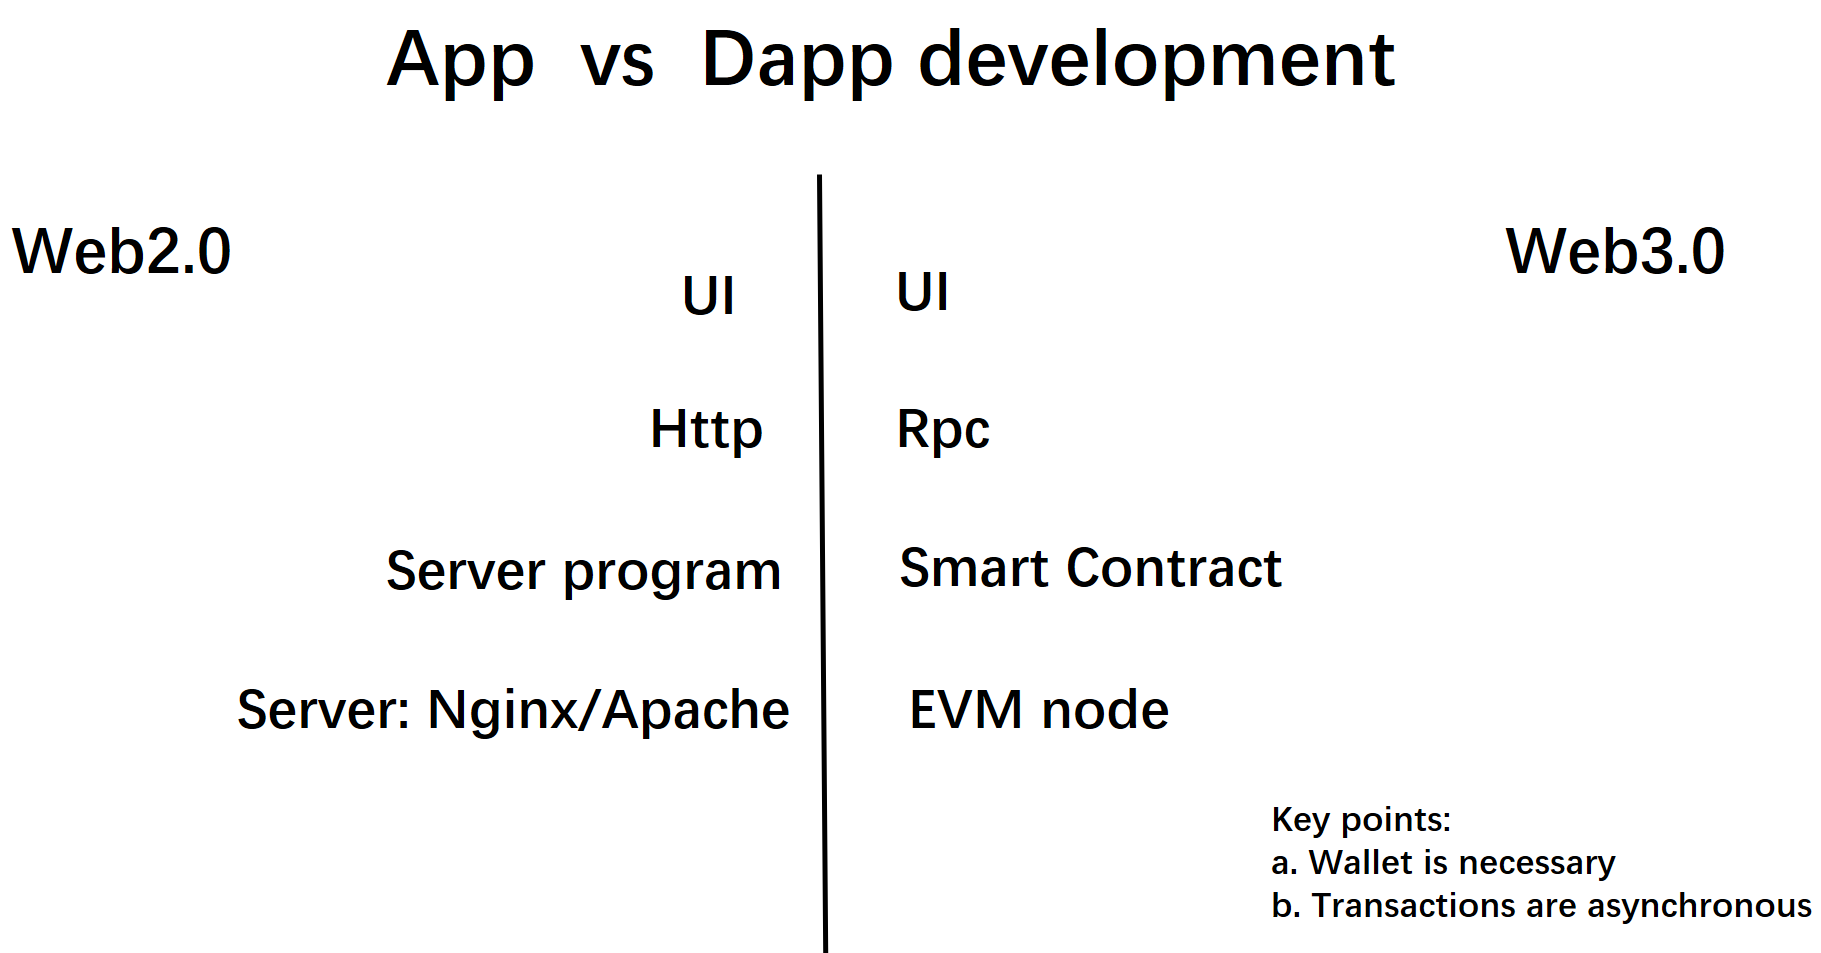 App vs Dapp development
Web2.0
Web3.0
UI
UI
Http
Rpc
Server program
Smart Contract
Server: Nginx/Apache
EVM node
Key points:
a. Wallet is necessary
b. Transactions are asynchronous